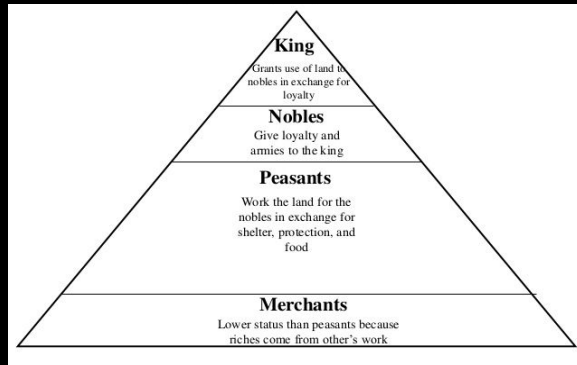 King
Grants use of land to
nobles in exchange for
loyalty
Nobles
Give loyalty and
armies to the king
Peasants
Work the land for the
nobles in exchange for
shelter, protection, and
food
Merchants
Lower status than peasants because
riches come from other's work